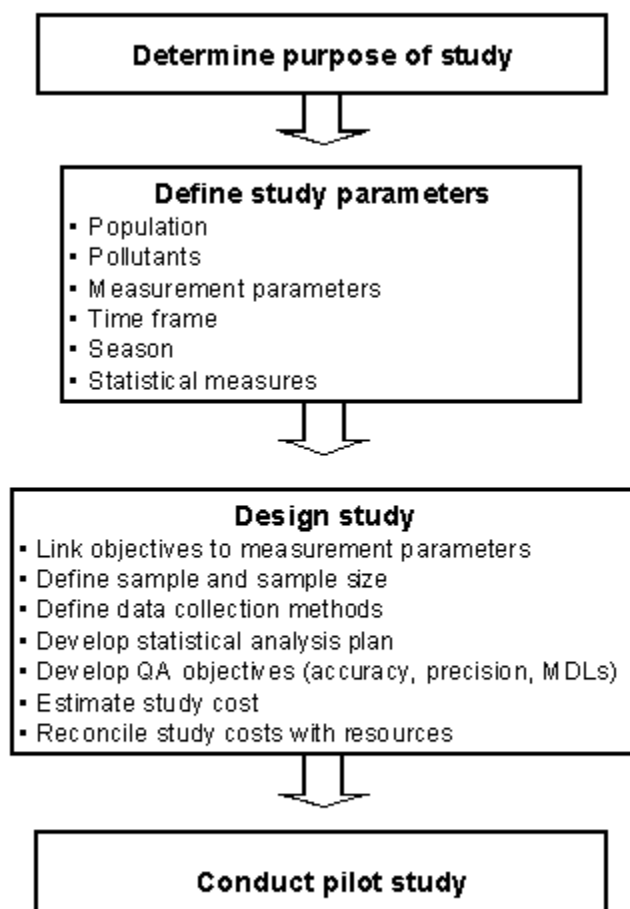 Determine purpose of study
Define study parameters
▪ Population
▪ Pollutants
▪ Measurement parameters
▪ Time frame
▪ Season
▪ Statistical measures
Design study
▪ Link objectives to measurement parameters
▪ Define sample and sample size
▪ Define data collection methods
▪ Develop statistical analysis plan
▪ Develop QA objectives (accuracy, precision, MDLs)
▪ Estimate study cost
▪ Reconcile study costs with resources
Conduct pilot study